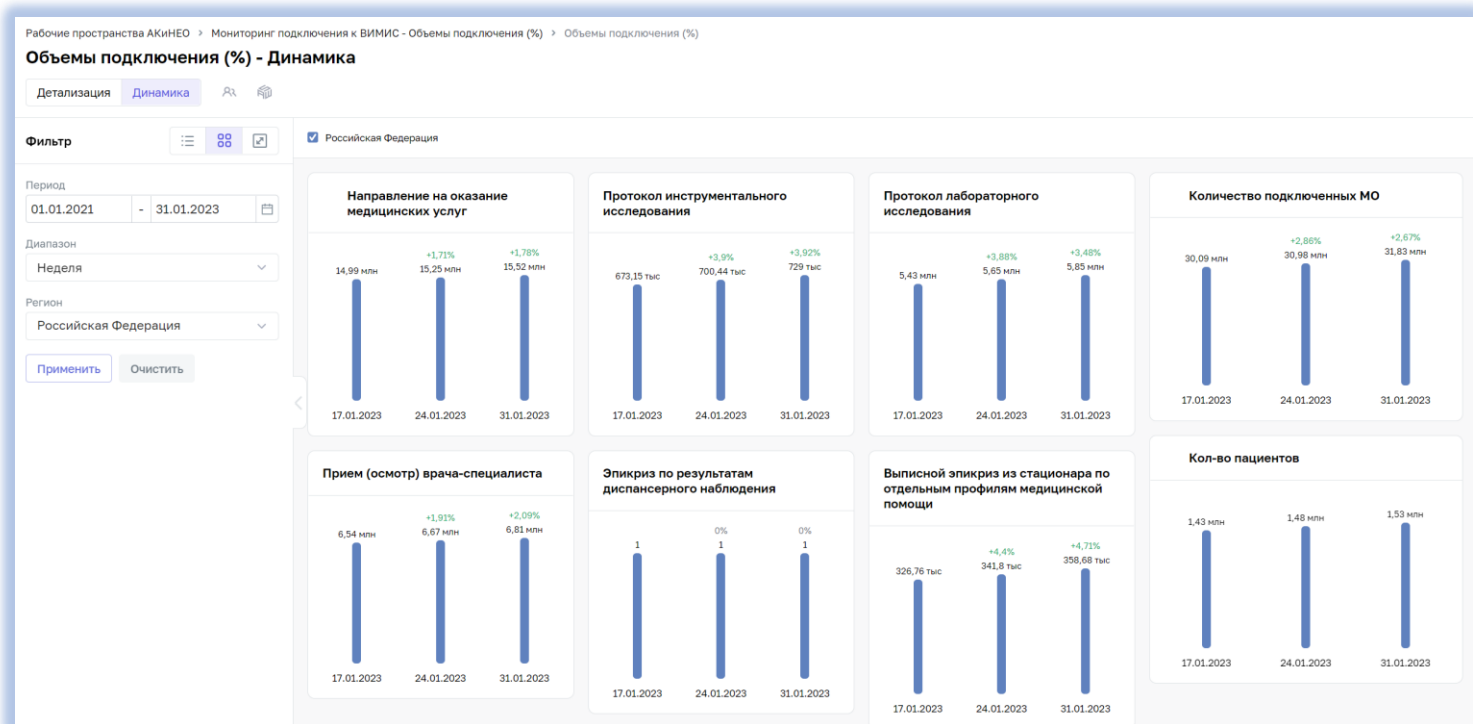 Рабочие пространства АКиНЕО > Мониторинг подключения к ВИМИС - Объемы подключения (%) > Объемы подключения (%)
Объемы подключения (%) - Динамика
Детализация Динамика
Фильтр
Период
01.01.2021 - 31.01.2023
Диапазон
Неделя
Регион
Российская Федерация
Применить Очистить
Российская Федерация
Направление на оказание
медицинских услуг
+1,71% +1,78%
14,99 млн 15,25 млн 15,52 млн
17.01.2023 24.01.2023 31.01.2023
Протокол инструментального
исследования
+3,9% +3,92%
673,15 тыс 700,44 тыс 729 тыс
17.01.2023 24.01.2023 31.01.2023
Протокол лабораторного
исследования
+3,88% +3,48%
5,43 млн 5,65 млн 5,85 млн
17.01.2023 24.01.2023 31.01.2023
Количество подключенных МО
+2,86% +2,67%
30,09 млн 30,98 млн 31,83 млн
17.01.2023 24.01.2023 31.01.2023
Прием (осмотр) врача-специалиста
+1,91% +2,09%
6,54 млн 6,67 млн 6,81 млн
17.01.2023 24.01.2023 31.01.2023
Эпикриз по результатам
диспансерного наблюдения
0% 0%
1 1 1
17.01.2023 24.01.2023 31.01.2023
Выписной эпикриз из стационара по
отдельным профилям медицинской
помощи
+4,4% +4,71%
326,76 тыс 341,8 тыс 358,68 тыс
17.01.2023 24.01.2023 31.01.2023
Кол-во пациентов
1,43 млн 1,48 млн 1,53 млн
17.01.2023 24.01.2023 31.01.2023